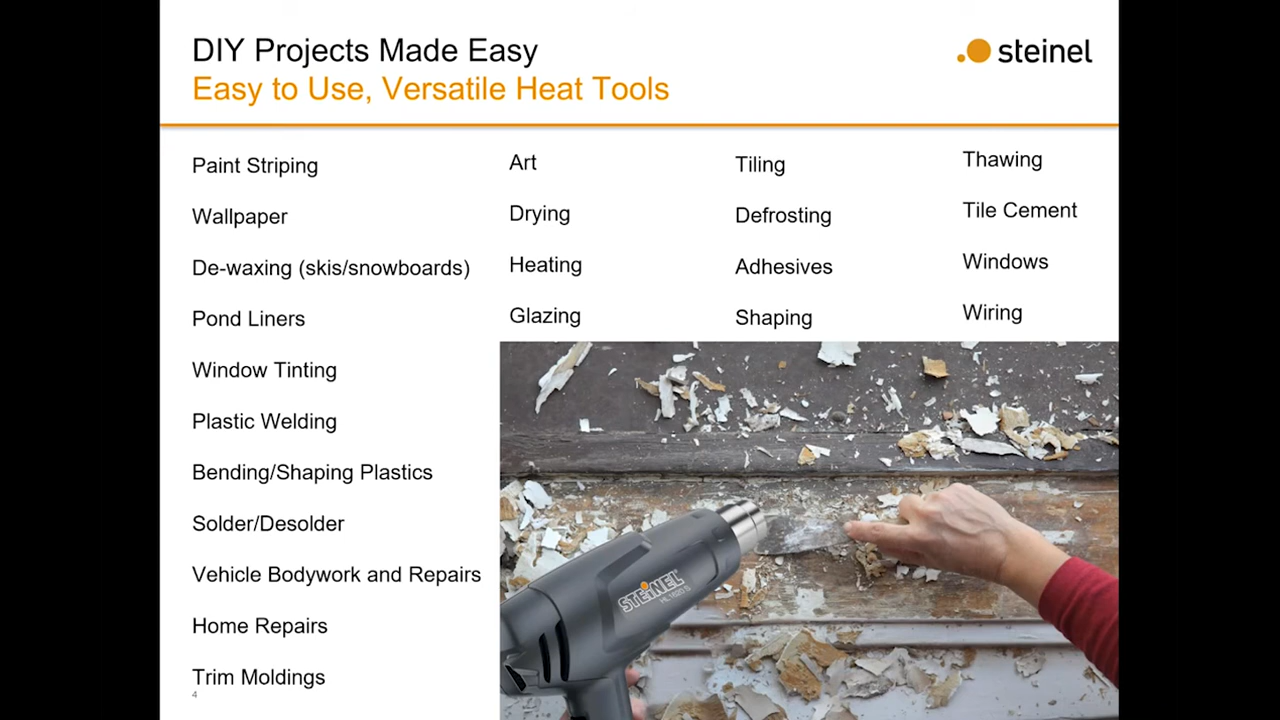 DIY Projects Made Easy
Easy to Use, Versatile Heat Tools
steinel
Paint Striping
Wallpaper
De-waxing (skis/snowboards)
Pond Liners
Window Tinting
Plastic Welding
Bending/Shaping Plastics
Solder/Desolder
Vehicle Bodywork and Repairs
Home Repairs
Trim Moldings
4
Art
Drying
Heating
Glazing
Tiling
Defrosting
Adhesives
Shaping
Thawing
Tile Cement
Windows
Wiring
STEINEL